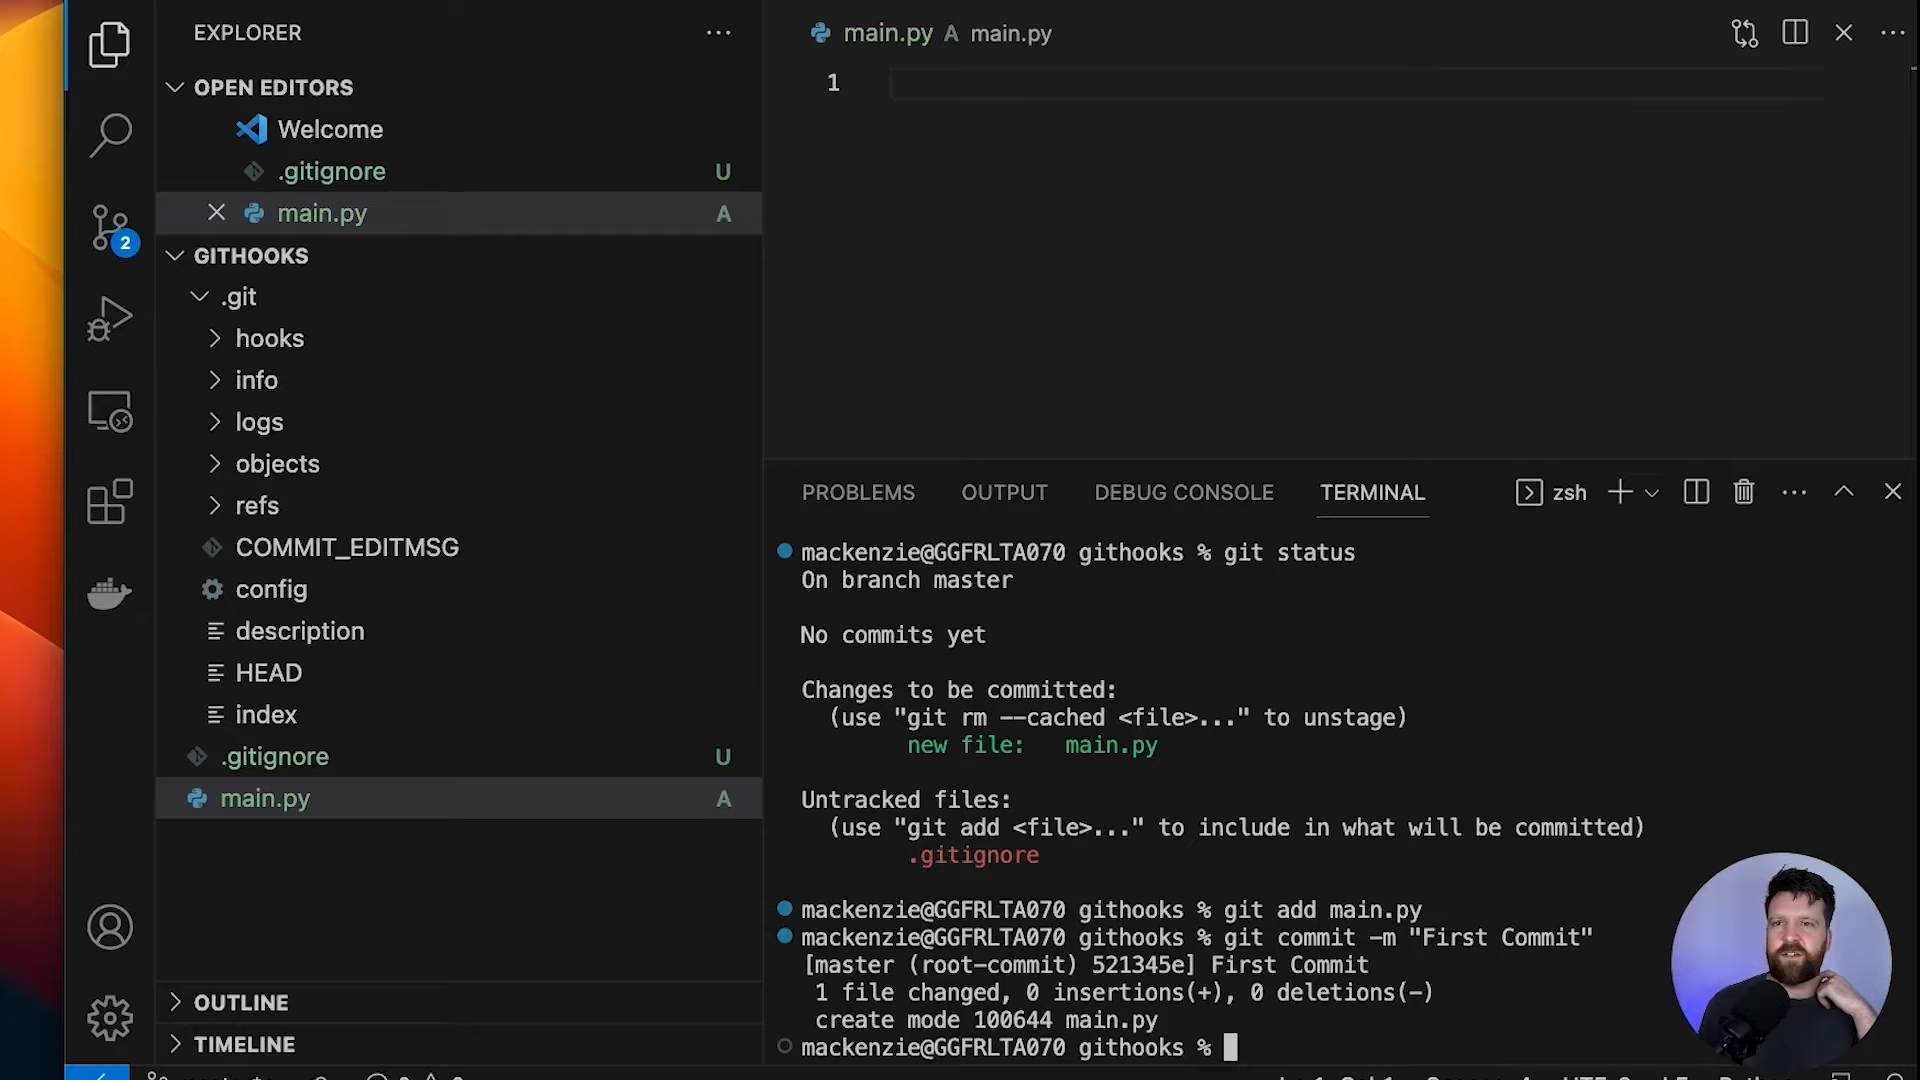 EXPLORER
OPEN EDITORS
Welcome
.gitignore U
main.py A
2
GITHOOKS
.git
hooks
info
logs
objects
refs
COMMIT_EDITMSG
config
description
HEAD
index
.gitignore U
main.py A
OUTLINE
TIMELINE
main.py A main.py
1
PROBLEMS OUTPUT DEBUG CONSOLE TERMINAL zsh
mackenzie@GGFRLTA070 githooks % git status
On branch master
No commits yet
Changes to be committed:
(use "git rm --cached <file>..." to unstage)
new file: main.py
Untracked files:
(use "git add <file>..." to include in what will be committed)
.gitignore
mackenzie@GGFRLTA070 githooks % git add main.py
mackenzie@GGFRLTA070 githooks % git commit -m "First Commit"
[master (root-commit) 521345e] First Commit
1 file changed, 0 insertions(+), 0 deletions(-)
create mode 100644 main.py
mackenzie@GGFRLTA070 githooks %